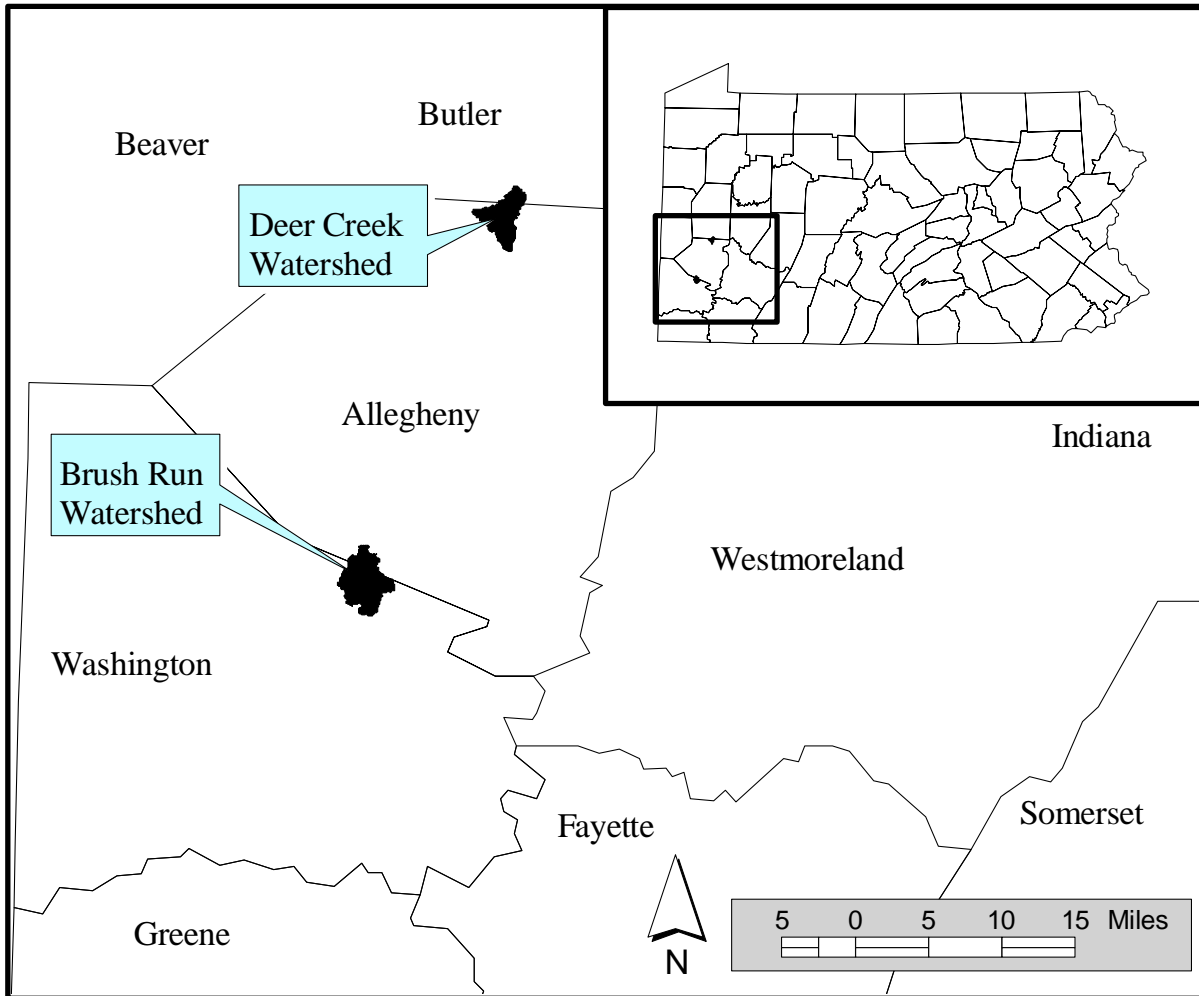 Butler
Beaver
Deer Creek
Watershed
Allegheny
Indiana
Brush Run
Watershed
Westmoreland
Washington
Somerset
Fayette
5 0 5 10 15 Miles
Greene
N